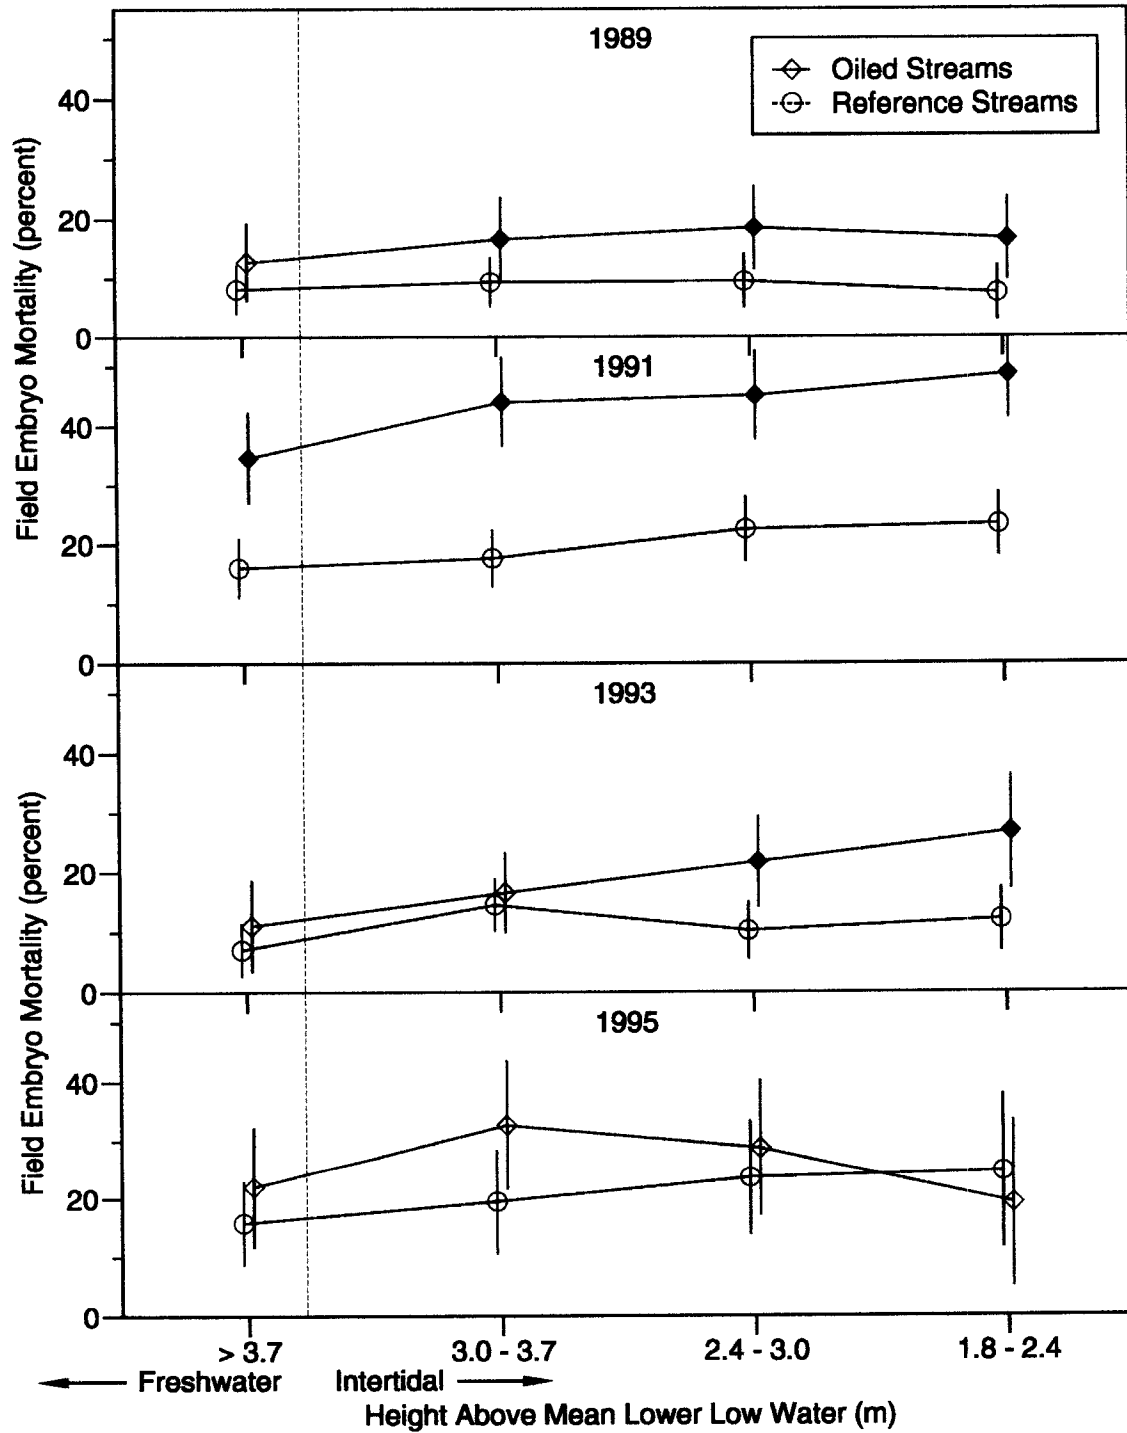 1989
Oiled Streams
Reference Streams
40
20
0
1991
40
20
0
Field Embryo Mortality (percent)
1993
40
20
0
1995
40
20
0
Field Embryo Mortality (percent)
> 3.7
3.0 - 3.7
2.4 - 3.0
1.8 - 2.4
Freshwater
Intertidal
Height Above Mean Lower Low Water (m)